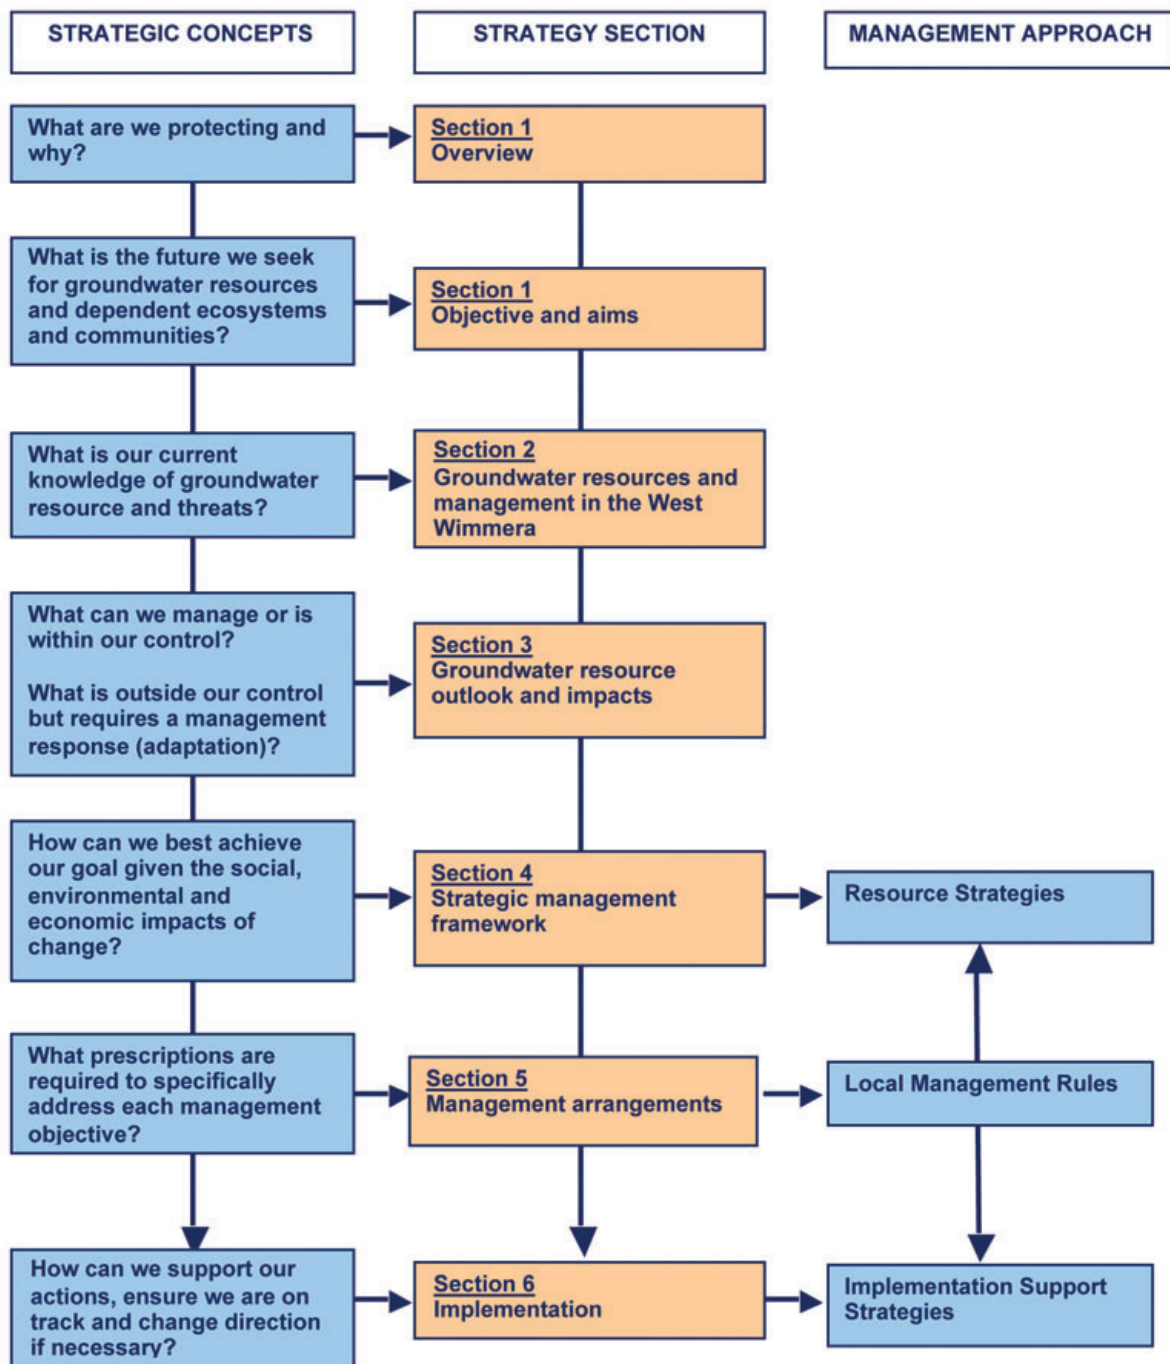 STRATEGIC CONCEPTS
STRATEGY SECTION
MANAGEMENT APPROACH
What are we protecting and
why?
Section 1
Overview
What is the future we seek
for groundwater resources
and dependent ecosystems
and communities?
Section 1
Objective and aims
What is our current
knowledge of groundwater
resource and threats?
Section 2
Groundwater resources and
management in the West
Wimmera
What can we manage or is
within our control?
What is outside our control
but requires a management
response (adaptation)?
Section 3
Groundwater resource
outlook and impacts
How can we best achieve
our goal given the social,
environmental and
economic impacts of
change?
Section 4
Strategic management
framework
Resource Strategies
What prescriptions are
required to specifically
address each management
objective?
Section 5
Management arrangements
Local Management Rules
How can we support our
actions, ensure we are on
track and change direction
if necessary?
Section 6
Implementation
Implementation Support
Strategies